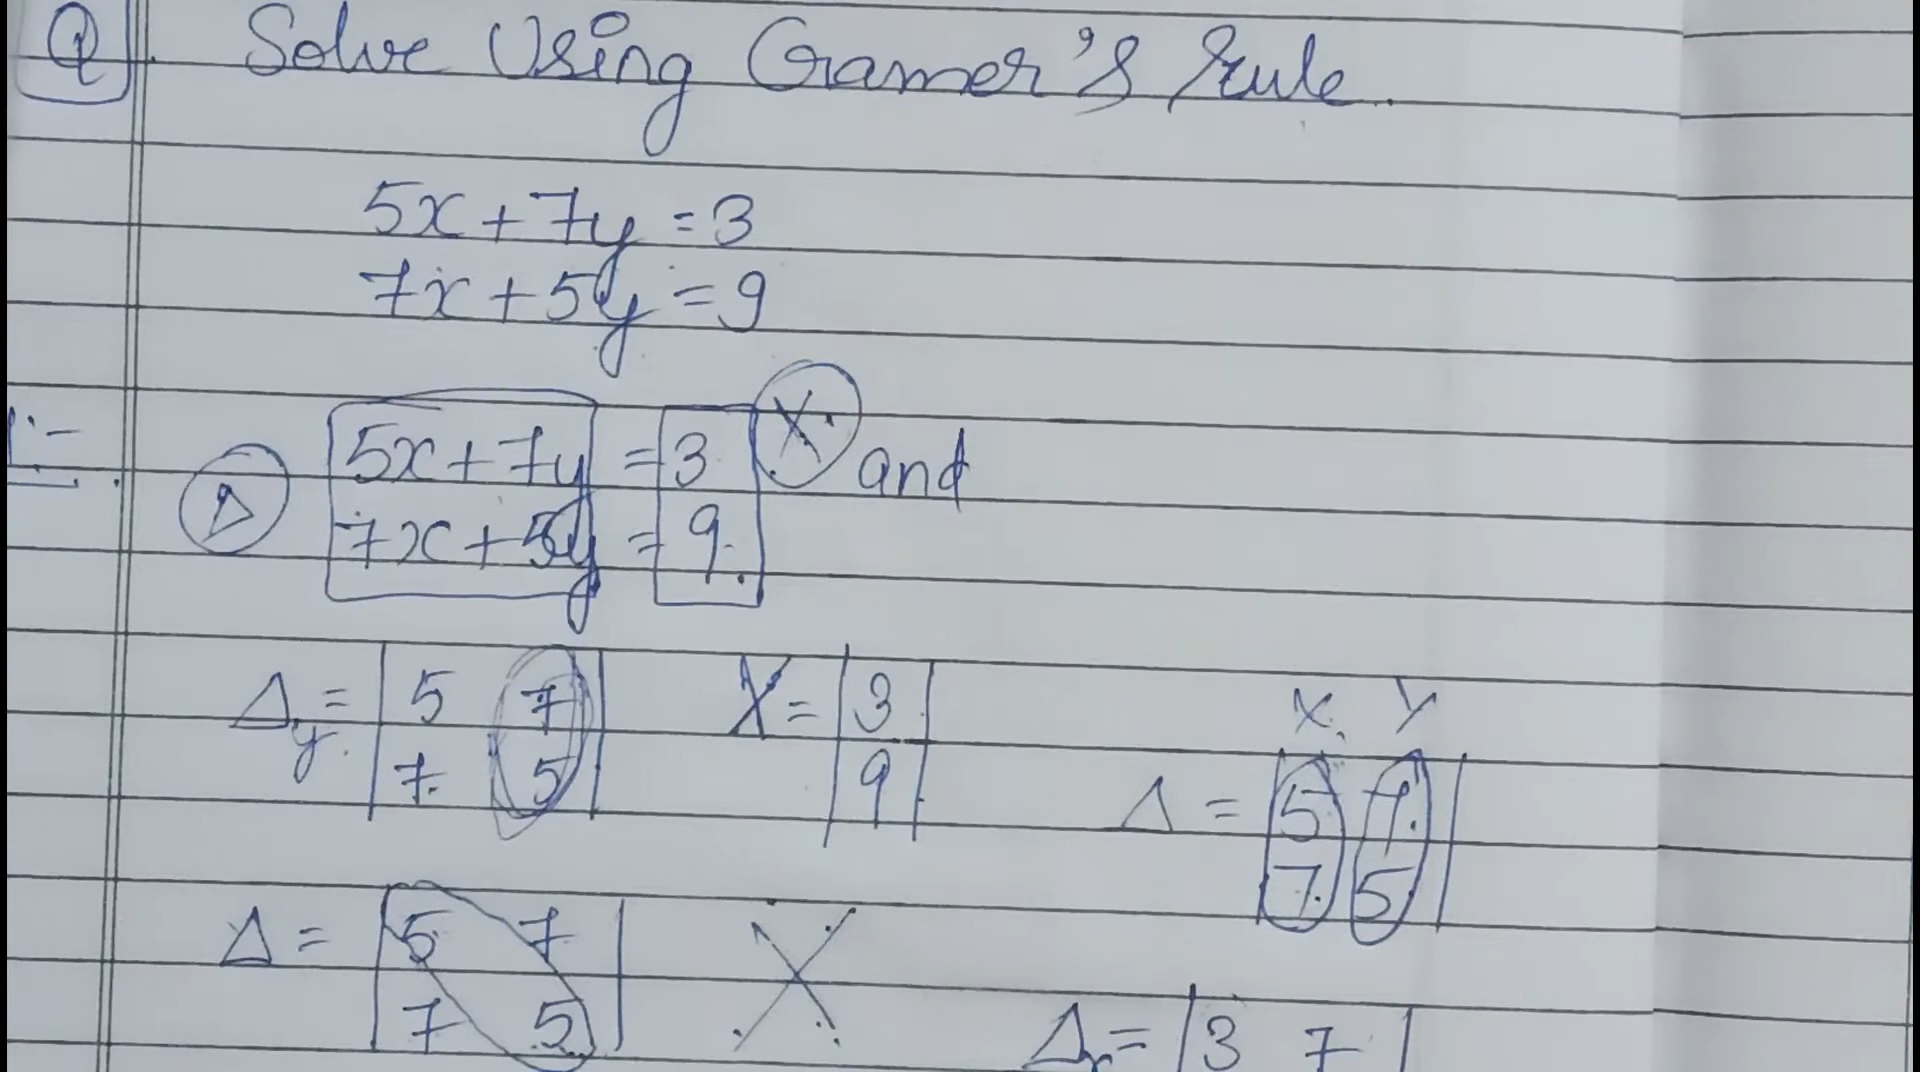 Q. Solve Using Cramer's Rule.
5x + 7y = 3
7x + 5y = 9
:-
Δ 5x + 7y = 3 X and
7x + 5y = 9.
Δy = | 5 7 | X = | 3 |
| 7 5 | | 9 |
X Y
Δ = | 5 7 |
| 7 5 |
Δ = | 5 7 | X
| 7 5 |
Δx = | 3 7 |